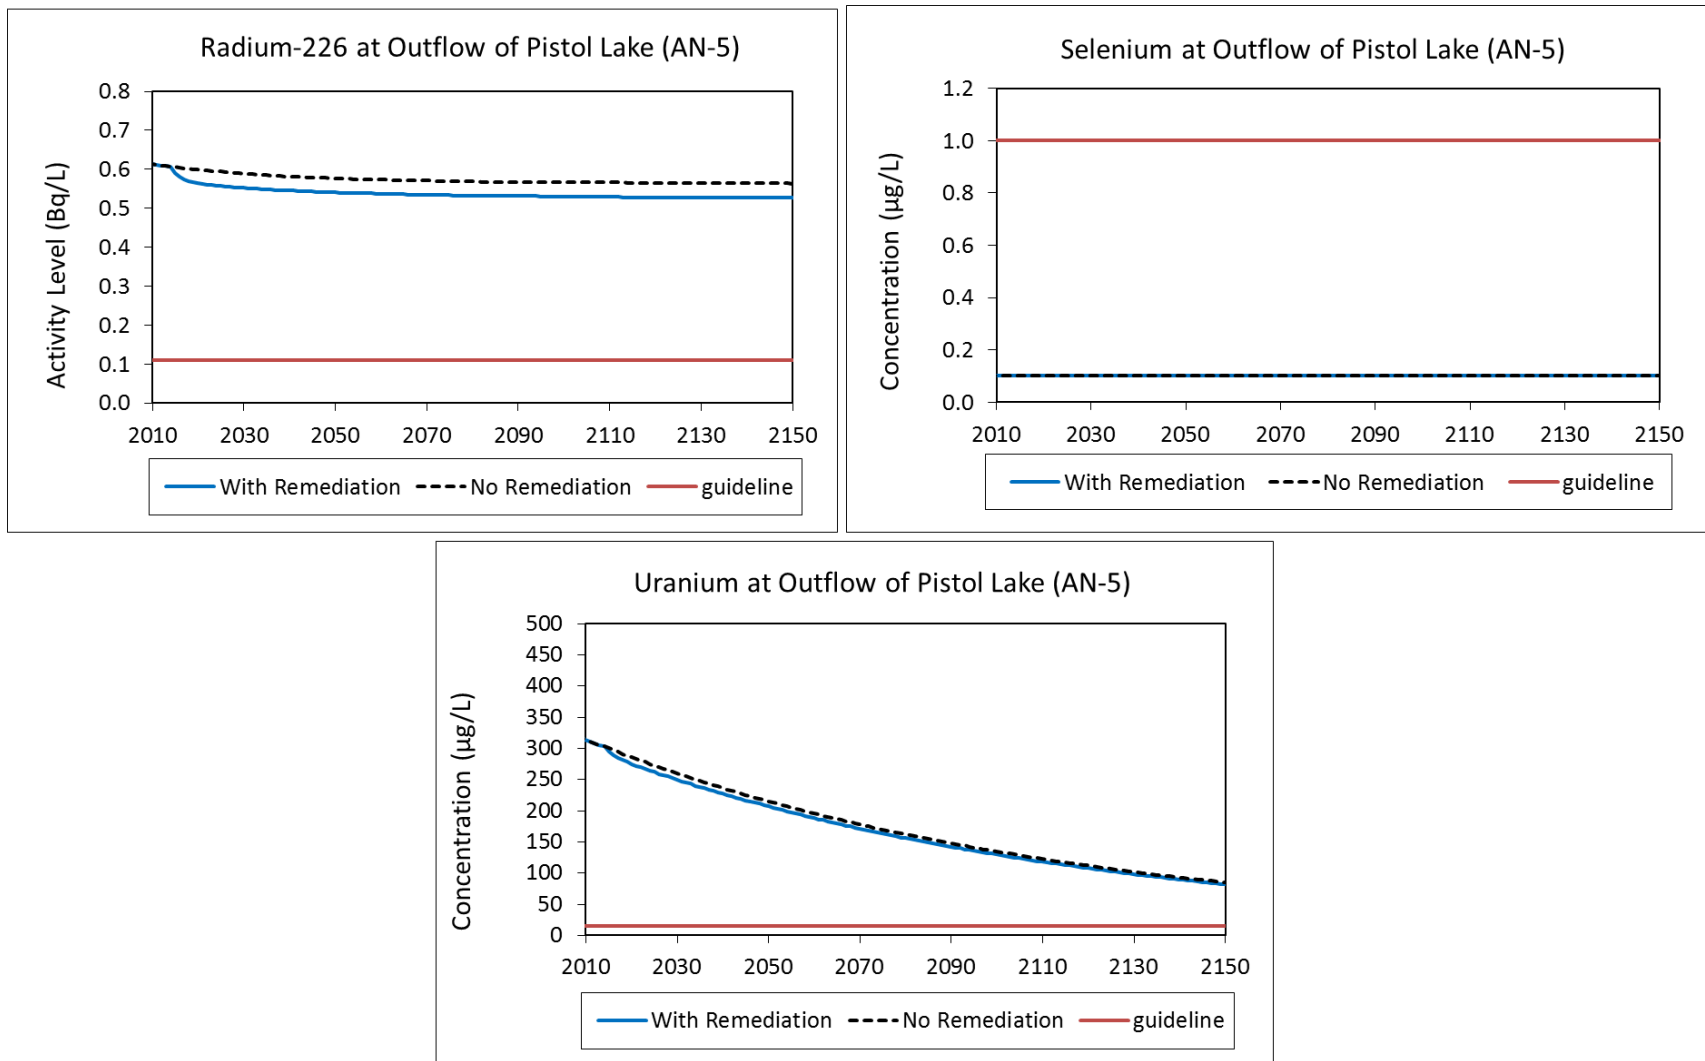 Radium-226 at Outflow of Pistol Lake (AN-5)
Activity Level (Bq/L)
0.8
0.7
0.6
0.5
0.4
0.3
0.2
0.1
0.0
2010 2030 2050 2070 2090 2110 2130 2150
With Remediation No Remediation guideline
Selenium at Outflow of Pistol Lake (AN-5)
Concentration (µg/L)
1.2
1.0
0.8
0.6
0.4
0.2
0.0
2010 2030 2050 2070 2090 2110 2130 2150
With Remediation No Remediation guideline
Uranium at Outflow of Pistol Lake (AN-5)
Concentration (µg/L)
500
450
400
350
300
250
200
150
100
50
0
2010 2030 2050 2070 2090 2110 2130 2150
With Remediation No Remediation guideline